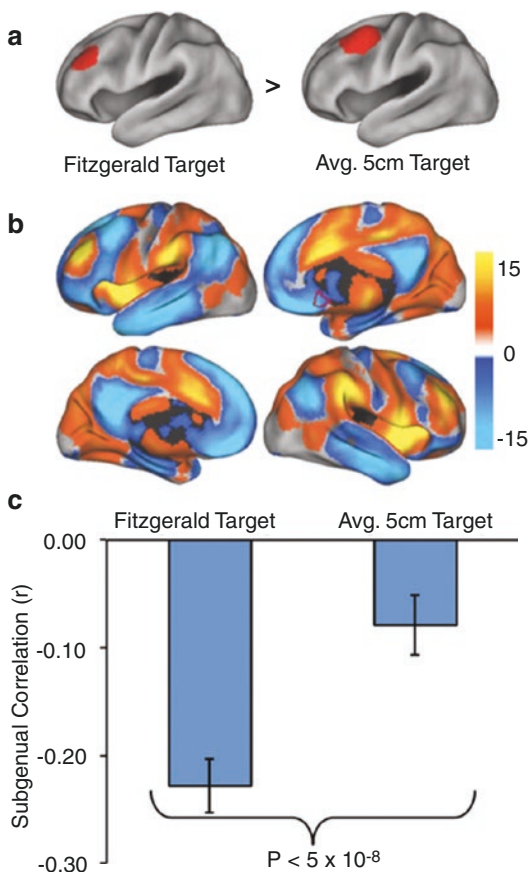 a
>
Fitzgerald Target
Avg. 5cm Target
b
15
0
-15
c
Fitzgerald Target
Avg. 5cm Target
Subgenual Correlation (r)
0.00
-0.10
-0.20
-0.30
P < 5 x 10⁻⁸